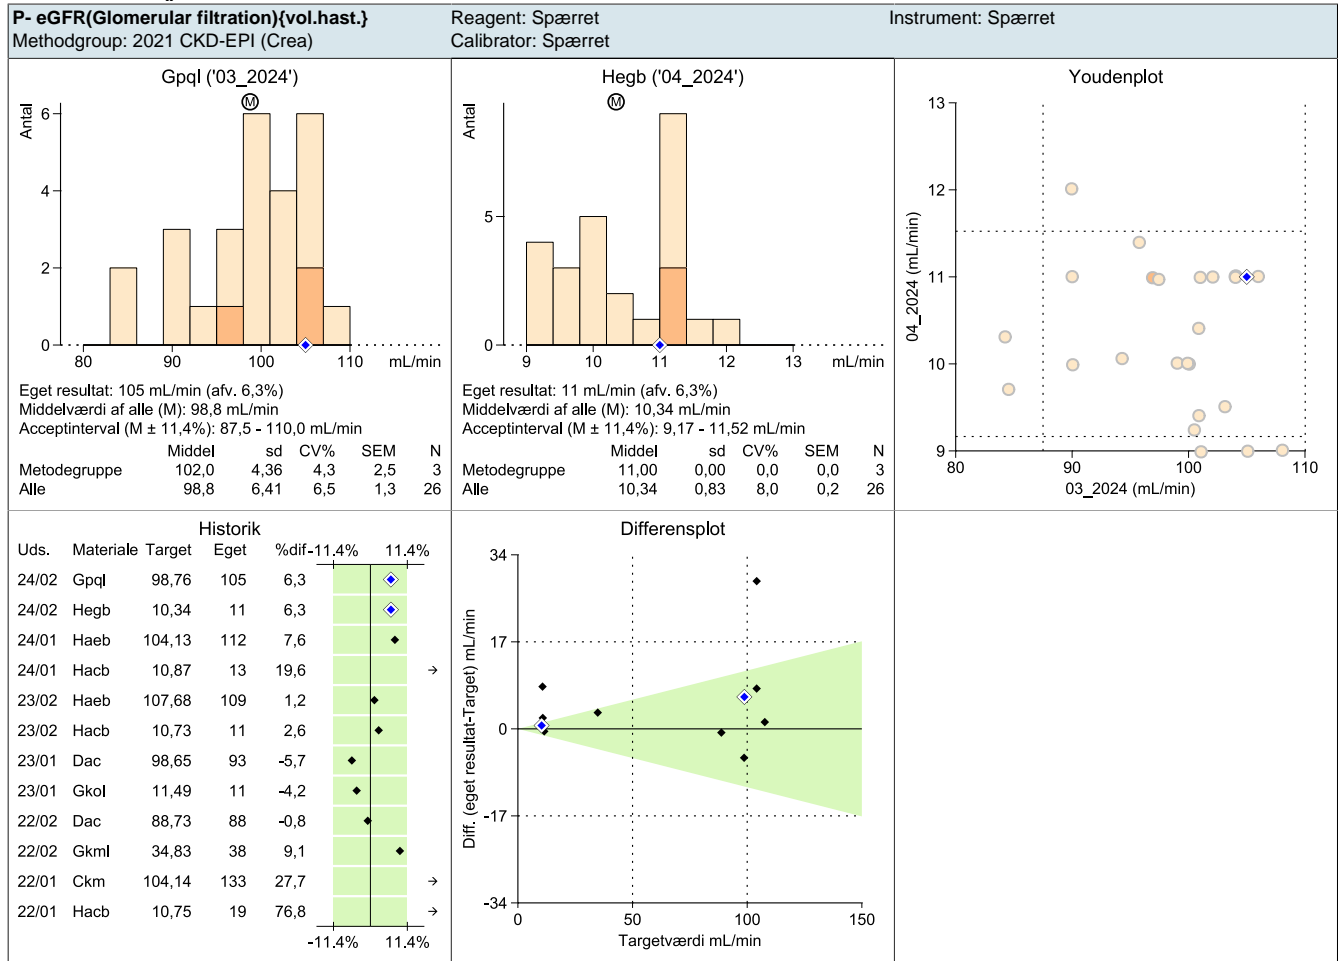 P- eGFR(Glomerular filtration){vol.hast.}
Methodgroup: 2021 CKD-EPI (Crea)
Reagent: Spærret
Calibrator: Spærret
Instrument: Spærret
Gpql ('03_2024')
M
Antal
6
4
2
0
80 90 100 110 mL/min
Eget resultat: 105 mL/min (afv. 6,3%)
Middelværdi af alle (M): 98,8 mL/min
Acceptinterval (M ± 11,4%): 87,5 - 110,0 mL/min
Middel sd CV% SEM N
Metodegruppe 102,0 4,36 4,3 2,5 3
Alle 98,8 6,41 6,5 1,3 26
Hegb ('04_2024')
M
Antal
5
0
9 10 11 12 13 mL/min
Eget resultat: 11 mL/min (afv. 6,3%)
Middelværdi af alle (M): 10,34 mL/min
Acceptinterval (M ± 11,4%): 9,17 - 11,52 mL/min
Middel sd CV% SEM N
Metodegruppe 11,00 0,00 0,0 0,0 3
Alle 10,34 0,83 8,0 0,2 26
Youdenplot
04_2024 (mL/min)
13
12
11
10
9
80 90 100 110
03_2024 (mL/min)
Historik
Uds. Materiale Target Eget %dif -11.4% 11.4%
24/02 Gpql 98,76 105 6,3
24/02 Hegb 10,34 11 6,3
24/01 Haeb 104,13 112 7,6
24/01 Hacb 10,87 13 19,6 →
23/02 Haeb 107,68 109 1,2
23/02 Hacb 10,73 11 2,6
23/01 Dac 98,65 93 -5,7
23/01 Gkol 11,49 11 -4,2
22/02 Dac 88,73 88 -0,8
22/02 Gkml 34,83 38 9,1
22/01 Ckm 104,14 133 27,7 →
22/01 Hacb 10,75 19 76,8 →
-11.4% 11.4%
Differensplot
Diff. (eget resultat-Target) mL/min
34
17
0
-17
-34
0 50 100 150
Targetværdi mL/min